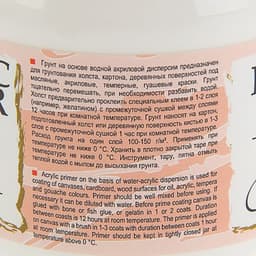 Грунт на основе водной акриловой дисперсии предназначен
для грунтования холста, картона, деревянных поверхностей под
масляные, акриловые, темперные, гуашевые краски. Грунт
тщательно перемешать, при необходимости разбавить водой.
Холст предварительно проклеить специальным клеем в 1-2 слоя
(например, желатином) с промежуточной сушкой между слоями
12 часов при комнатной температуре. Грунт наносят на картон,
подготовленный холст или деревянную поверхность кистью в 1-3
слоя с промежуточной сушкой 1 час при комнатной температуре.
Расход грунта на один слой 100-150 г/м². Применять при
температуре не ниже 0 °C. Хранить в плотно закрытой таре при
температуре не ниже 0 °C. Инструмент, тару, пятна отмыть
теплой водой с мылом до высыхания грунта.
Acrylic primer on the basis of water-acrylic dispersion is used for
coating of canvases, cardboard, wood surfaces for oil, acrylic, tempera
and gouache colours. Primer should be well mixed before using. If
necessary it can be diluted with water. Before prime coating canvas
glued with bone or fish glue, or gelatin in 1 or 2 coats. Duration
between coasts is 12 hours at room temperature. The primer is applied
on canvas with a brush in 1-3 coats with duration between coats 1 hour
at room temperature. Primer should be kept in tightly closed jar at
temperature above 0 °C.